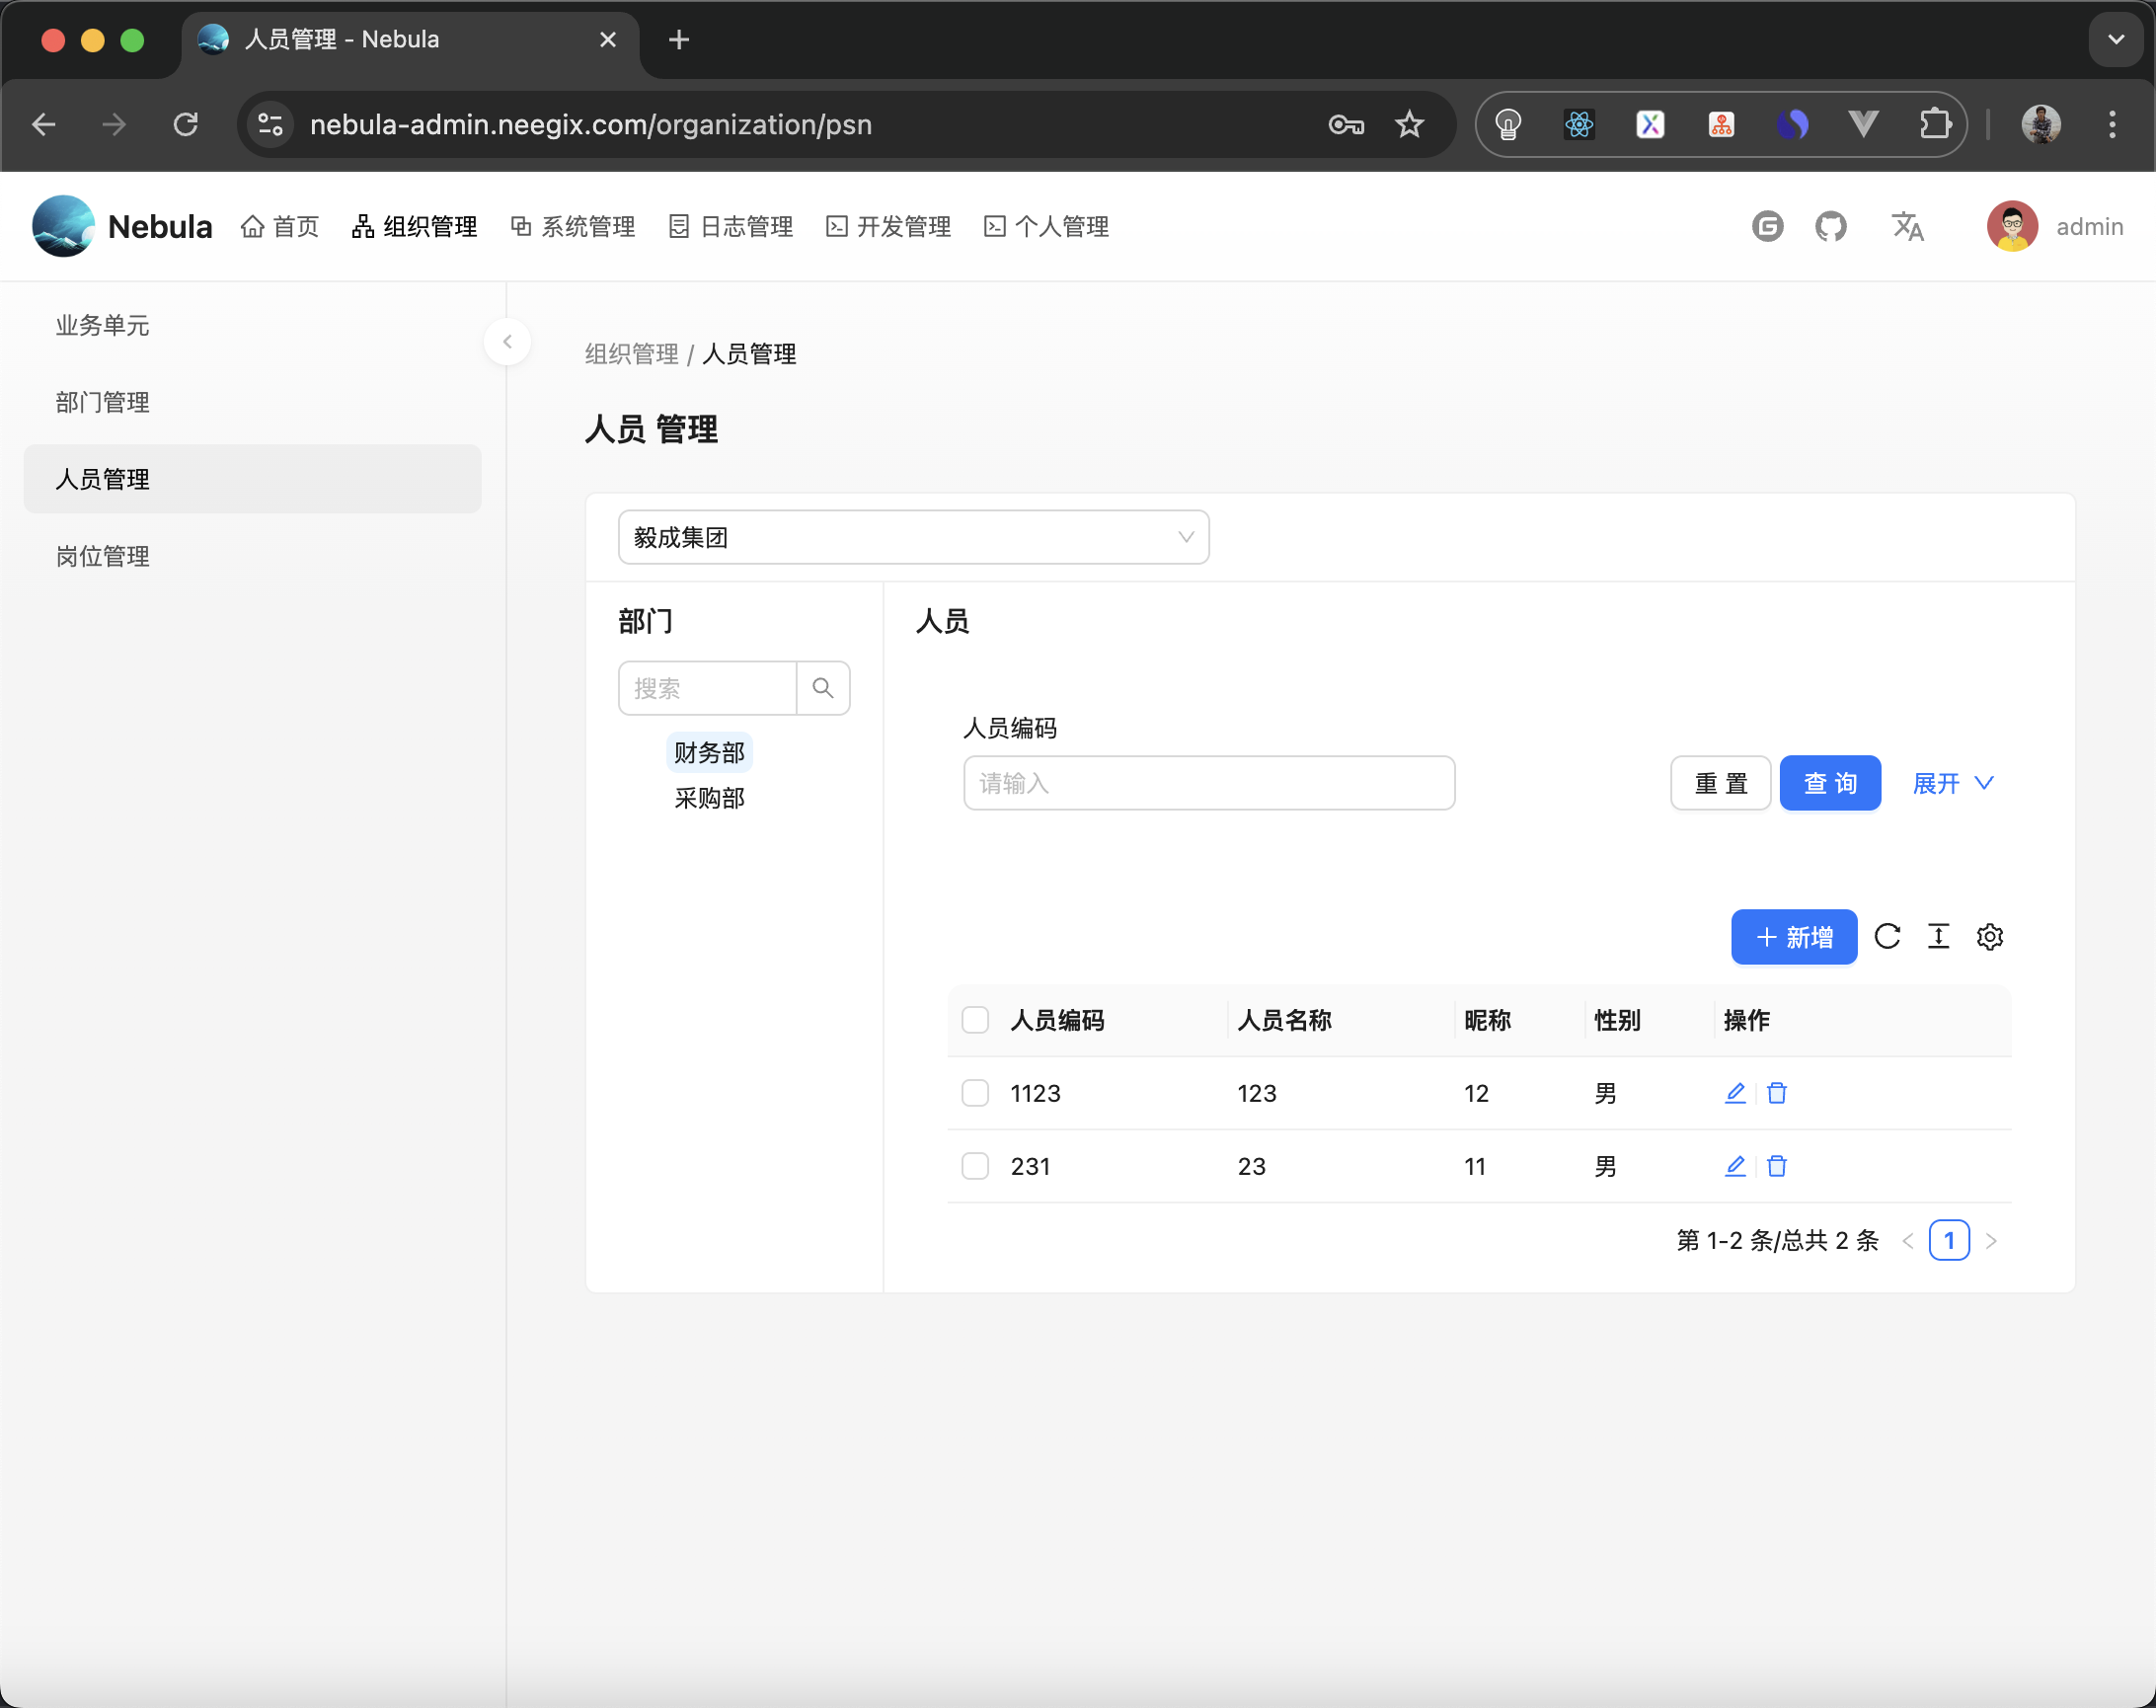 人员管理 - Nebula
nebula-admin.neegix.com/organization/psn
Nebula 首页 组织管理 系统管理 日志管理 开发管理 个人管理 admin
业务单元
部门管理
人员管理
岗位管理
组织管理 / 人员管理
人员 管理
毅成集团
部门
搜索
财务部
采购部
人员
人员编码
请输入
重 置 查 询 展开
新增
人员编码 人员名称 昵称 性别 操作
1123 123 12 男
231 23 11 男
第 1-2 条/总共 2 条 1